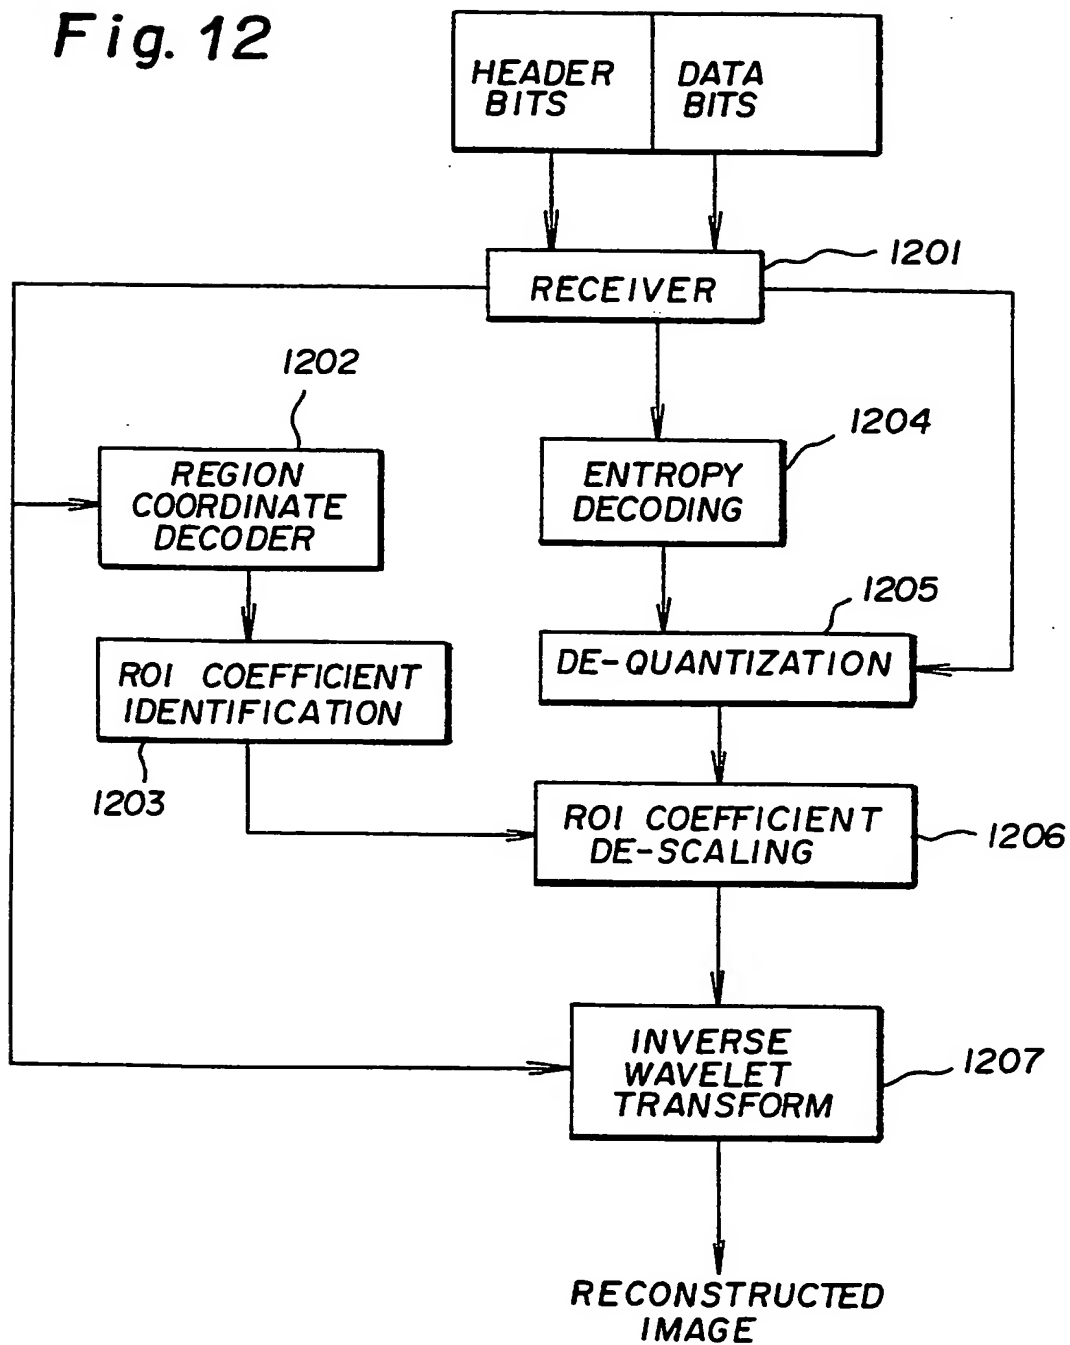 Fig. 12
HEADER
BITS
DATA
BITS
RECEIVER
1201
1202
REGION
COORDINATE
DECODER
ENTROPY
DECODING
1204
ROI COEFFICIENT
IDENTIFICATION
1203
DE-QUANTIZATION
1205
ROI COEFFICIENT
DE-SCALING
1206
INVERSE
WAVELET
TRANSFORM
1207
RECONSTRUCTED
IMAGE